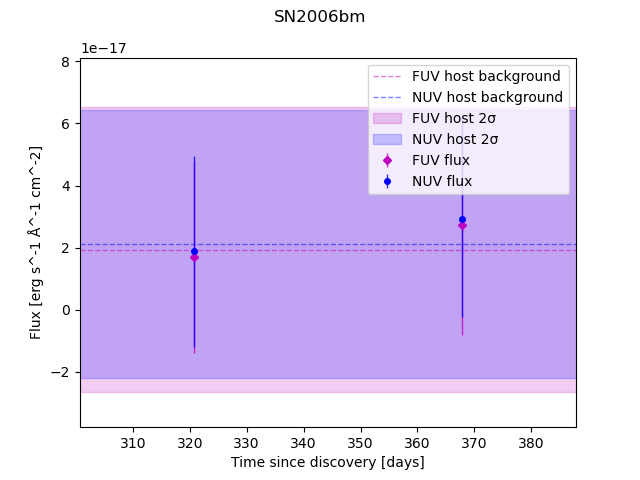 SN2006bm
1e−17
8
6
4
2
0
−2
Flux [erg s^-1 Å^-1 cm^-2]
310 320 330 340 350 360 370 380
Time since discovery [days]
FUV host background
NUV host background
FUV host 2σ
NUV host 2σ
FUV flux
NUV flux